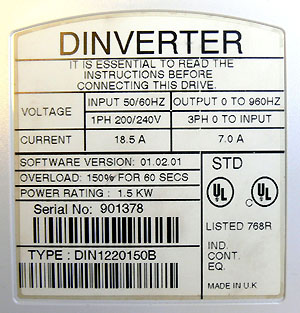 DINVERTER
IT IS ESSENTIAL TO READ THE
INSTRUCTIONS BEFORE
CONNECTING THIS DRIVE.
VOLTAGE INPUT 50/60HZ OUTPUT 0 TO 960HZ
1PH 200/240V 3PH 0 TO INPUT
CURRENT 18.5 A 7.0 A
SOFTWARE VERSION: 01.02.01
OVERLOAD: 150% FOR 60 SECS
POWER RATING : 1.5 KW
Serial No: 901378
TYPE : DIN1220150B
STD
UL UL
LISTED 768R
IND.
CONT.
EQ.
MADE IN U.K